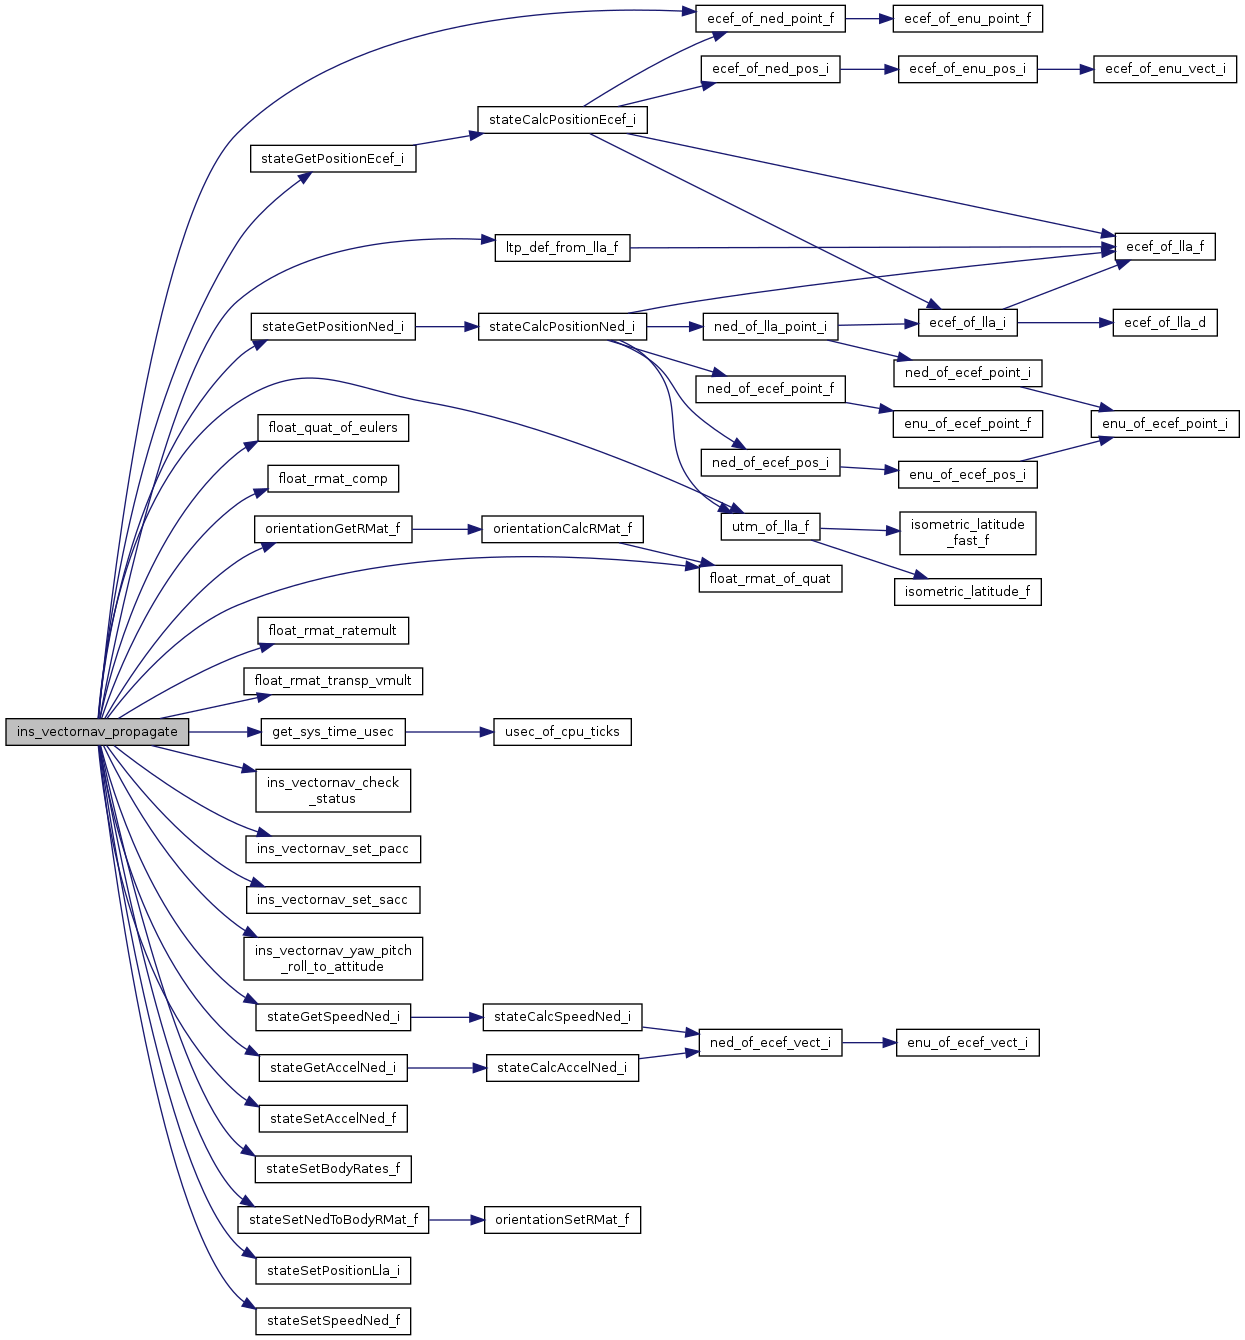 ecef_of_ned_point_f
ecef_of_enu_point_f
ecef_of_ned_pos_i
ecef_of_enu_pos_i
ecef_of_enu_vect_i
stateCalcPositionEcef_i
stateGetPositionEcef_i
ltp_def_from_lla_f
ecef_of_lla_f
stateGetPositionNed_i
stateCalcPositionNed_i
ned_of_lla_point_i
ecef_of_lla_i
ecef_of_lla_d
ned_of_ecef_point_i
ned_of_ecef_point_f
float_quat_of_eulers
enu_of_ecef_point_f
enu_of_ecef_point_i
ned_of_ecef_pos_i
enu_of_ecef_pos_i
float_rmat_comp
orientationGetRMat_f
orientationCalcRMat_f
utm_of_lla_f
isometric_latitude
_fast_f
float_rmat_of_quat
isometric_latitude_f
float_rmat_ratemult
float_rmat_transp_vmult
ins_vectornav_propagate
get_sys_time_usec
usec_of_cpu_ticks
ins_vectornav_check
_status
ins_vectornav_set_pacc
ins_vectornav_set_sacc
ins_vectornav_yaw_pitch
_roll_to_attitude
stateGetSpeedNed_i
stateCalcSpeedNed_i
ned_of_ecef_vect_i
enu_of_ecef_vect_i
stateGetAccelNed_i
stateCalcAccelNed_i
stateSetAccelNed_f
stateSetBodyRates_f
stateSetNedToBodyRMat_f
orientationSetRMat_f
stateSetPositionLla_i
stateSetSpeedNed_f